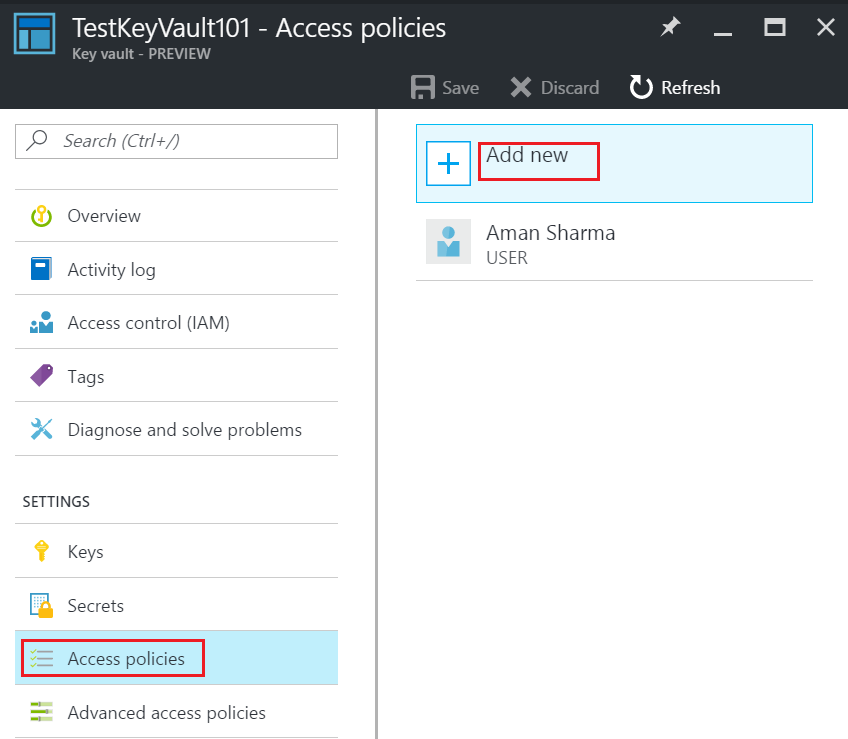 TestKeyVault101 - Access policies
Key vault - PREVIEW
Save
Discard
Refresh
Search (Ctrl+/)
Overview
Activity log
Access control (IAM)
Tags
Diagnose and solve problems
SETTINGS
Keys
Secrets
Access policies
Advanced access policies
Add new
Aman Sharma
USER